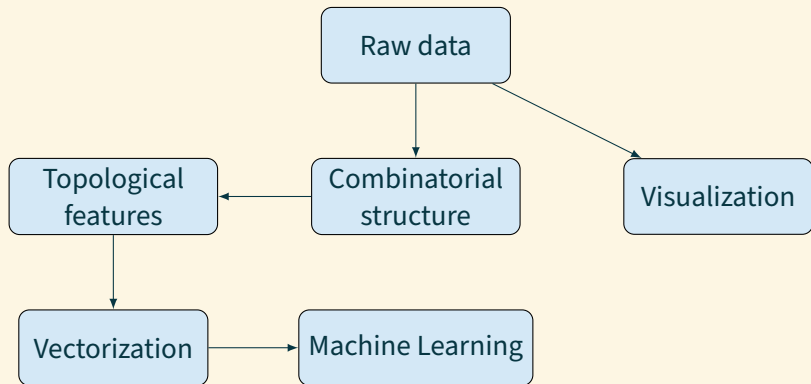 Raw data
Topological
features
Combinatorial
structure
Visualization
Vectorization
Machine Learning